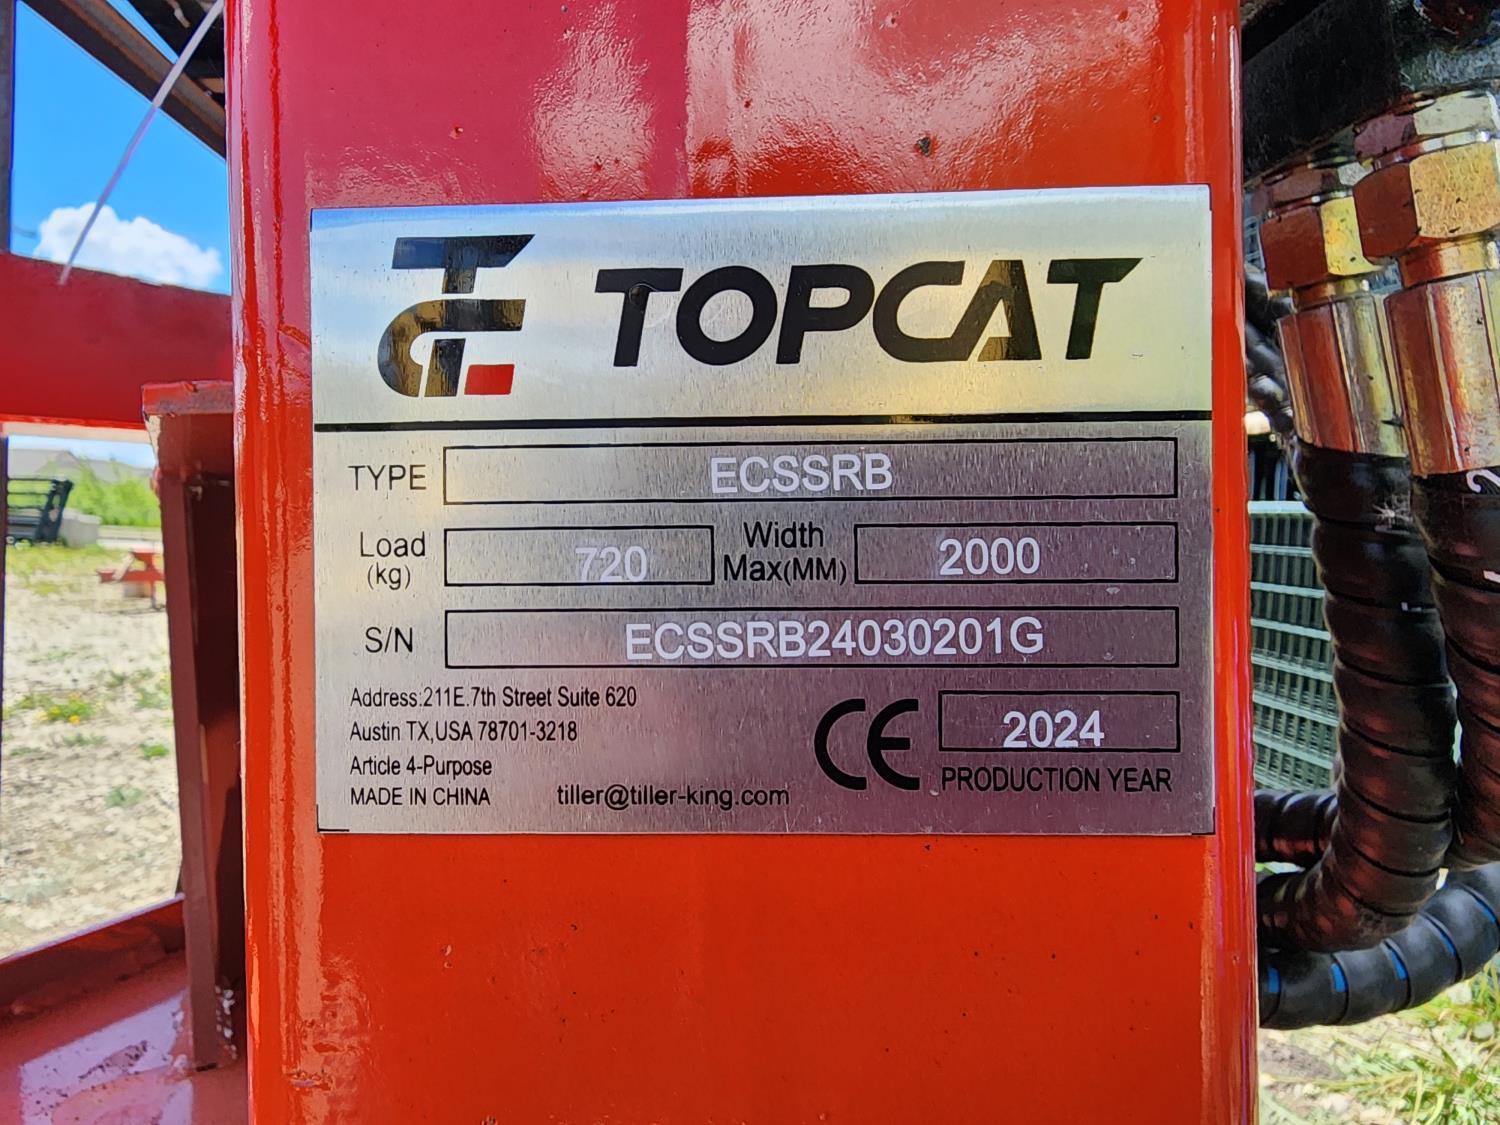 TC TOPCAT
TYPE ECSSRB
Load (kg) 720 Width Max(MM) 2000
S/N ECSSRB24030201G
Address:211E.7th Street Suite 620
Austin TX,USA 78701-3218
Article 4-Purpose
MADE IN CHINA
tiller@tiller-king.com
CE 2024
PRODUCTION YEAR